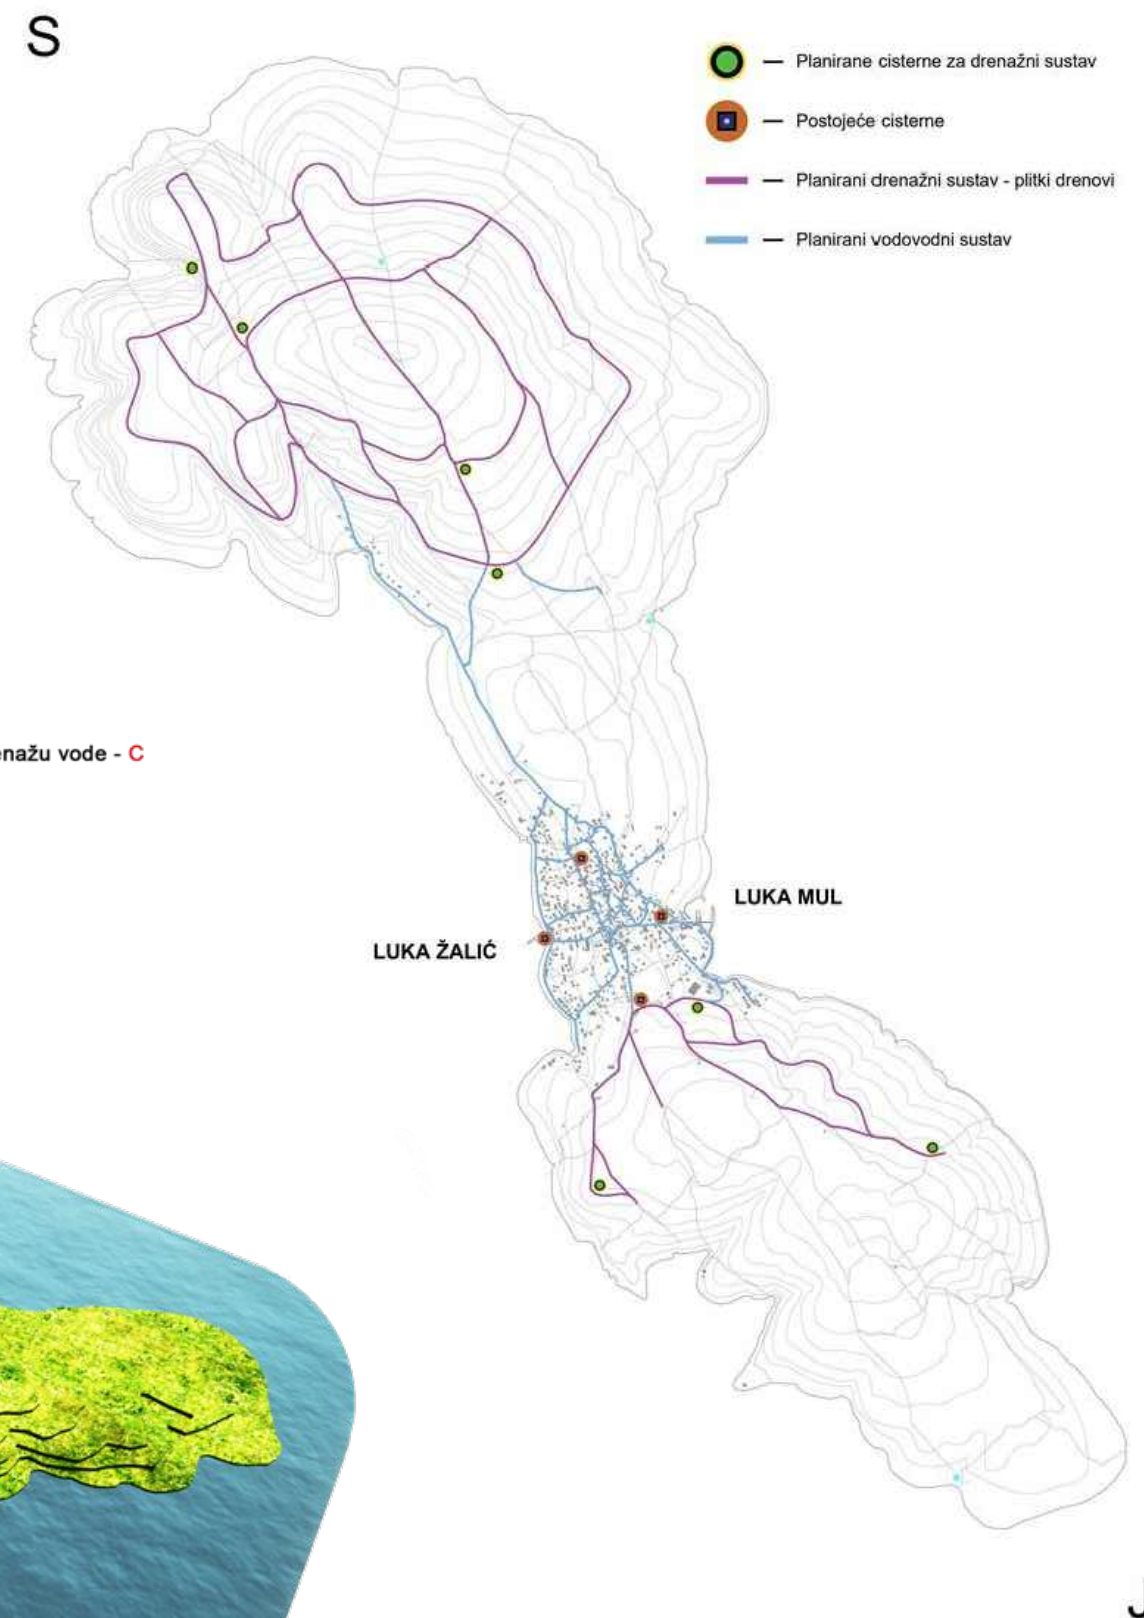 S
Planirane cisterne za drenažni sustav
Postojeće cisterne
Planirani drenažni sustav - plitki drenovi
Planirani vodovodni sustav
vode - C
LUKA MUL
LUKA ŽALIĆ